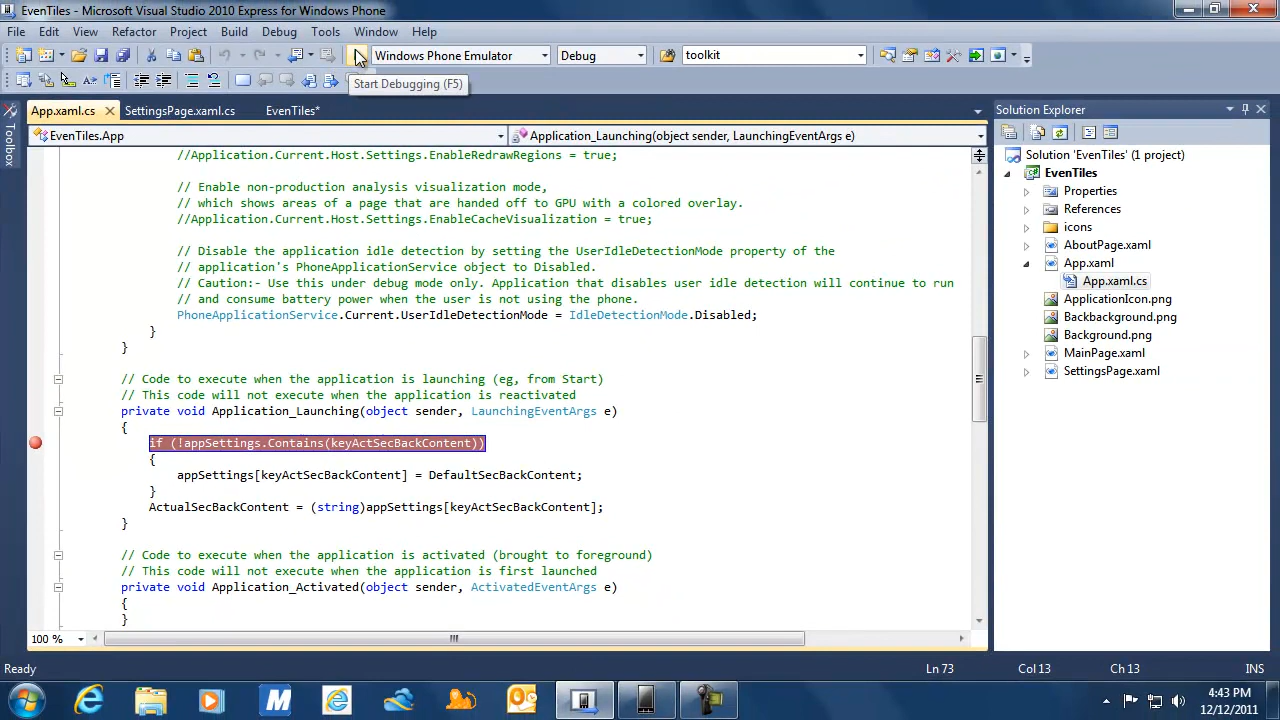 EvenTiles - Microsoft Visual Studio 2010 Express for Windows Phone
File Edit View Refactor Project Build Debug Tools Window Help
Windows Phone Emulator Debug toolkit
Start Debugging (F5)
App.xaml.cs SettingsPage.xaml.cs EvenTiles*
EvenTiles.App Application_Launching(object sender, LaunchingEventArgs e)
Toolbox
//Application.Current.Host.Settings.EnableRedrawRegions = true;
// Enable non-production analysis visualization mode,
// which shows areas of a page that are handed off to GPU with a colored overlay.
//Application.Current.Host.Settings.EnableCacheVisualization = true;
// Disable the application idle detection by setting the UserIdleDetectionMode property of the
// application's PhoneApplicationService object to Disabled.
// Caution:- Use this under debug mode only. Application that disables user idle detection will continue to run
// and consume battery power when the user is not using the phone.
PhoneApplicationService.Current.UserIdleDetectionMode = IdleDetectionMode.Disabled;
}
}
// Code to execute when the application is launching (eg, from Start)
// This code will not execute when the application is reactivated
private void Application_Launching(object sender, LaunchingEventArgs e)
{
if (!appSettings.Contains(keyActSecBackContent))
{
appSettings[keyActSecBackContent] = DefaultSecBackContent;
}
ActualSecBackContent = (string)appSettings[keyActSecBackContent];
}
// Code to execute when the application is activated (brought to foreground)
// This code will not execute when the application is first launched
private void Application_Activated(object sender, ActivatedEventArgs e)
{
}
100 %
Solution Explorer
Solution 'EvenTiles' (1 project)
EvenTiles
Properties
References
icons
AboutPage.xaml
App.xaml
App.xaml.cs
ApplicationIcon.png
Backbackground.png
Background.png
MainPage.xaml
SettingsPage.xaml
Ready Ln 73 Col 13 Ch 13 INS
4:43 PM
12/12/2011